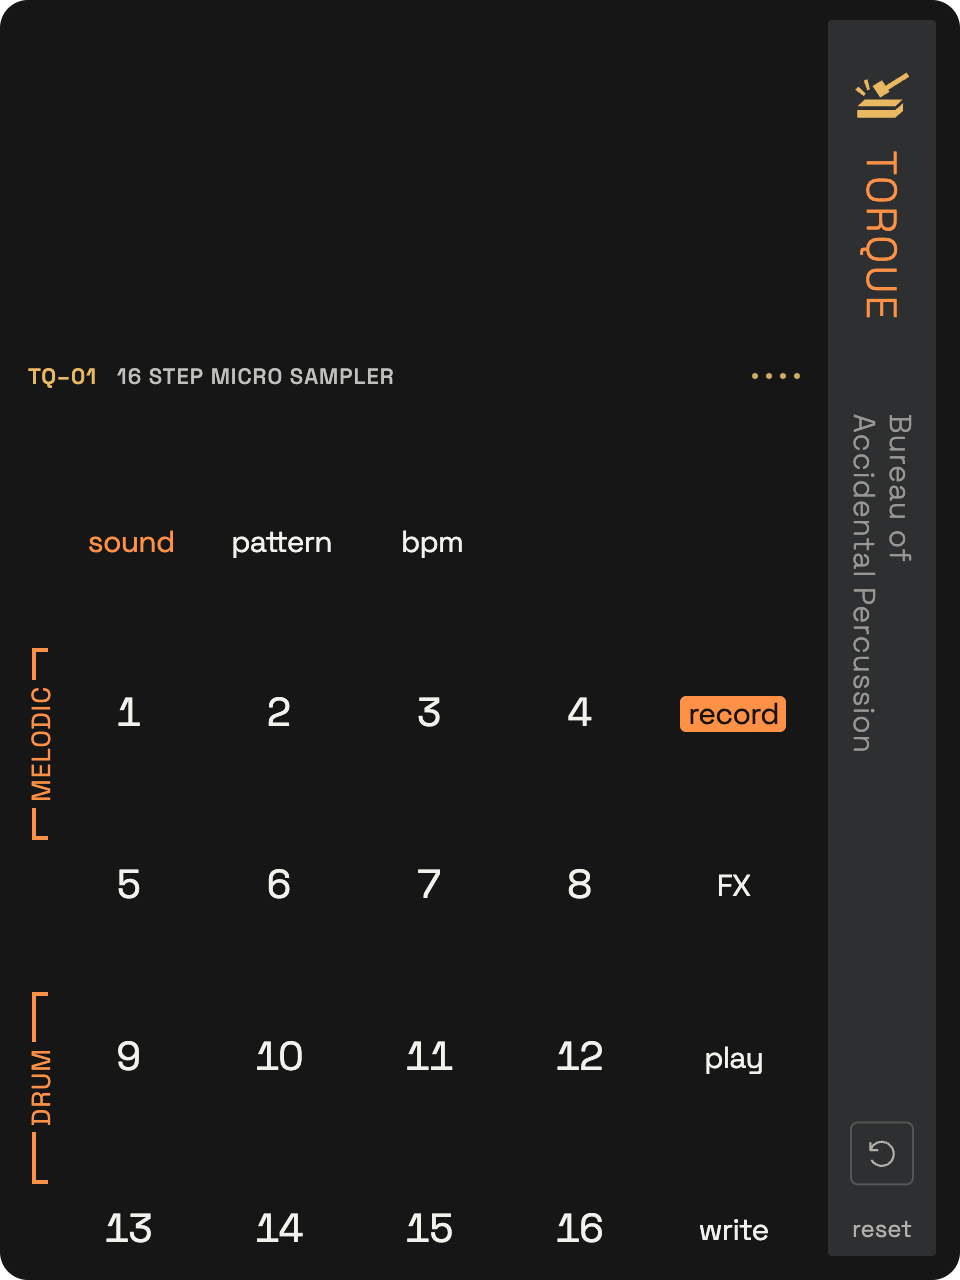 TORQUE
Bureau of
Accidental Percussion
TQ-01 16 STEP MICRO SAMPLER
sound pattern bpm
MELODIC
1 2 3 4 record
5 6 7 8 FX
DRUM
9 10 11 12 play
13 14 15 16 write
reset